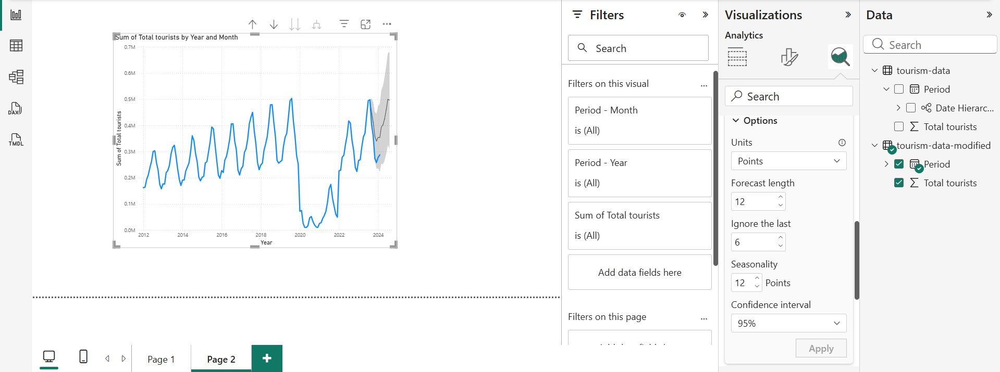 DAX
TMDL
Sum of Total tourists by Year and Month
0.7M
0.6M
0.5M
0.4M
0.3M
0.2M
0.1M
0.0M
Sum of Total tourists
2012 2014 2016 2018 2020 2022 2024
Year
Page 1
Page 2
Filters
Search
Filters on this visual ...
Period - Month
is (All)
Period - Year
is (All)
Sum of Total tourists
is (All)
Add data fields here
Filters on this page ...
Visualizations
Analytics
Search
Options
Units
Points
Forecast length
12
Ignore the last
6
Seasonality
12 Points
Confidence interval
95%
Apply
Data
Search
tourism-data
Period
Date Hierarc...
Total tourists
tourism-data-modified
Period
Total tourists